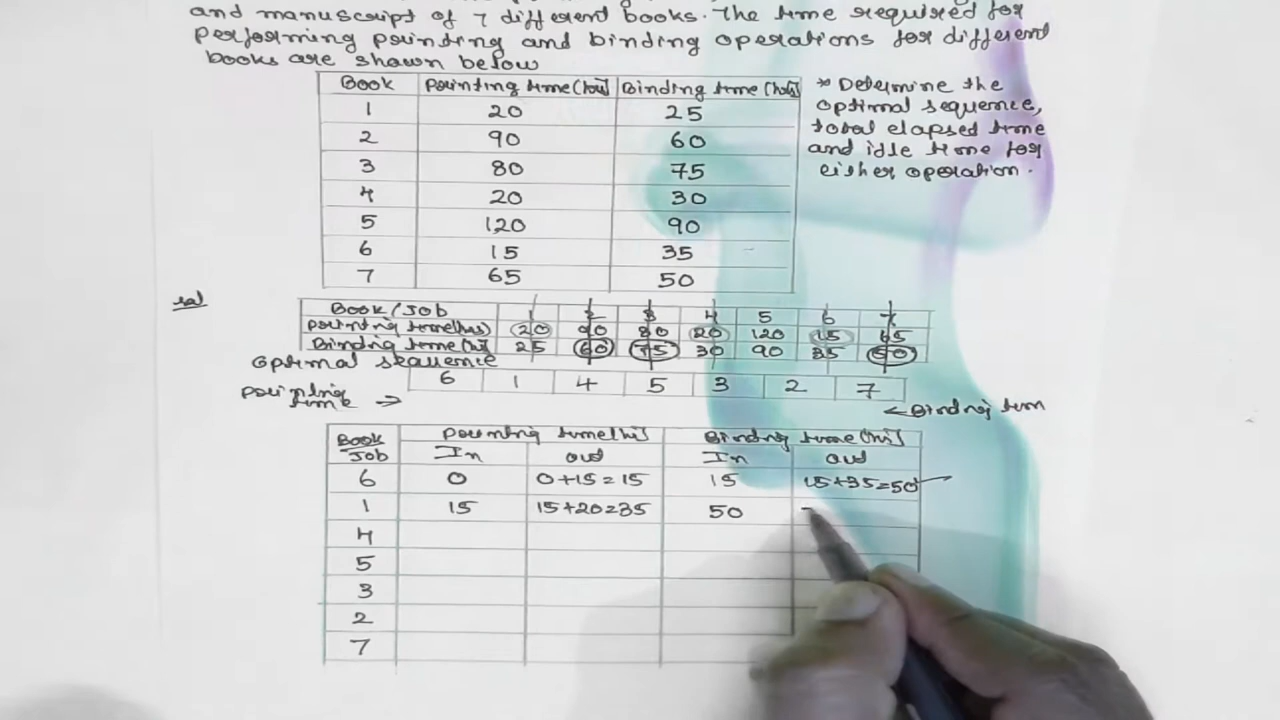 and manuscript of 7 different books. The time required for
performing printing and binding operations for different
books are shown below
Book Printing time (hrs) Binding time (hrs)
1 20 25
2 90 60
3 80 75
4 20 30
5 120 90
6 15 35
7 65 50
* Determine the
optimal sequence,
total elapsed time
and idle time for
either operation.
sol
Book/Job 1 2 3 4 5 6 7
Printing time (hrs) 20 90 80 20 120 15 65
Binding time (hr) 25 60 75 30 90 35 50
Optimal sequence
6 1 4 5 3 2 7
Printing
time →
← Binding time
Book
Job
Printing time (hr) Binding time (hr)
In out In out
6 0 0+15=15 15 15+35=50
1 15 15+20=35 50
4
5
3
2
7